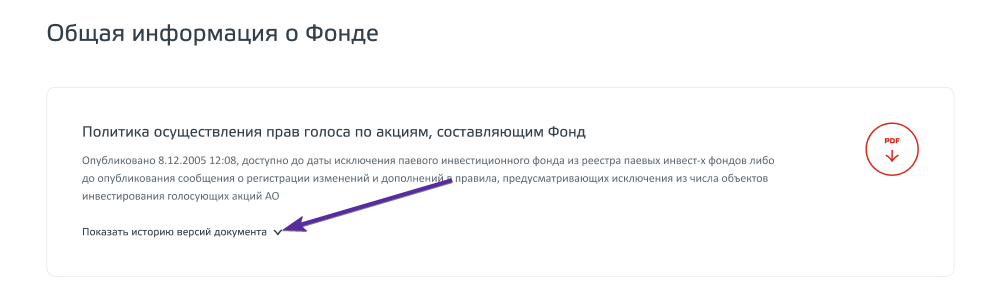 Общая информация о Фонде
Политика осуществления прав голоса по акциям, составляющим Фонд
PDF
Опубликовано 8.12.2005 12:08, доступно до даты исключения паевого инвестиционного фонда из реестра паевых инвест-х фондов либо
до опубликования сообщения о регистрации изменений и дополнений в правила, предусматривающих исключения из числа объектов
инвестирования голосующих акций АО
Показать историю версий документа